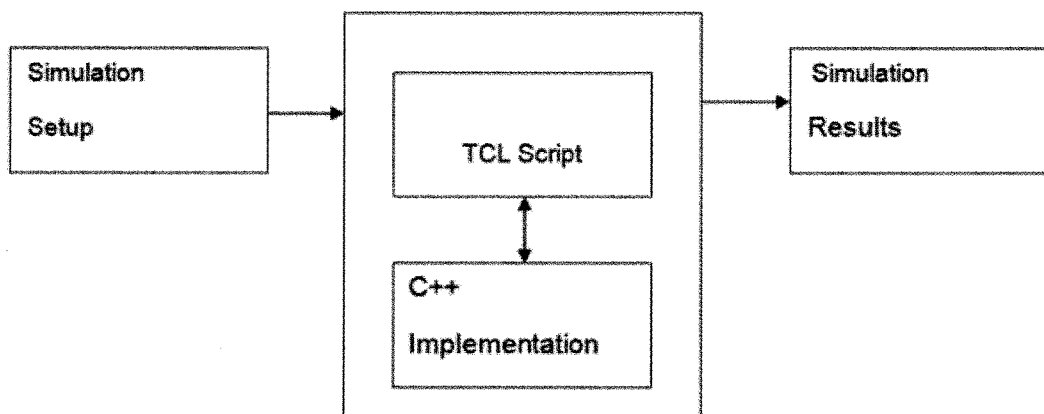 Simulation
Setup
TCL Script
C++
Implementation
Simulation
Results